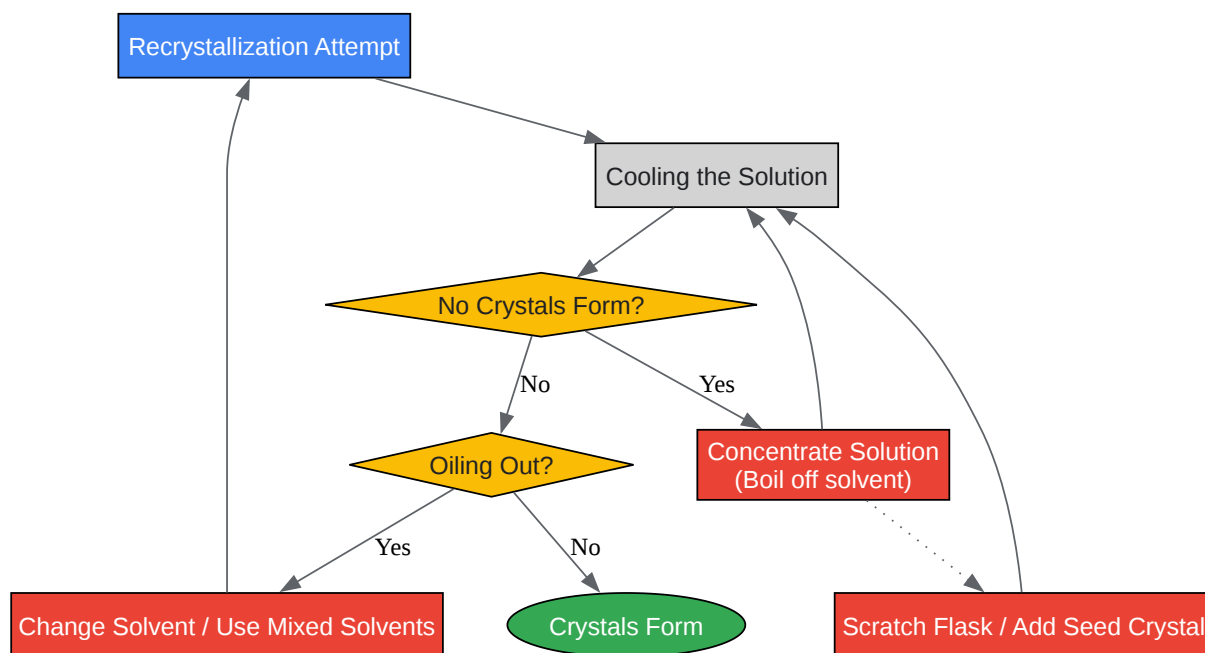 Recrystallization Attempt
Cooling the Solution
No Crystals Form?
No
Yes
Oiling Out?
Concentrate Solution
(Boil off solvent)
Yes
No
Change Solvent / Use Mixed Solvents
Crystals Form
Scratch Flask / Add Seed Crystal